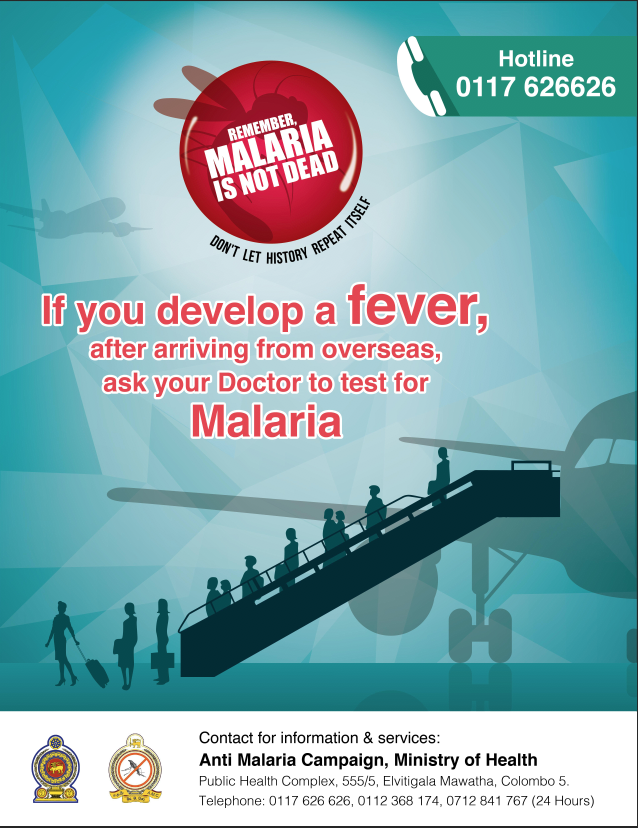 Hotline
0117 626626
REMEMBER,
MALARIA
IS NOT DEAD
DON'T LET HISTORY REPEAT ITSELF
If you develop a fever,
after arriving from overseas,
ask your Doctor to test for
Malaria
Contact for information & services:
Anti Malaria Campaign, Ministry of Health
Public Health Complex, 555/5, Elvitigala Mawatha, Colombo 5.
Telephone: 0117 626 626, 0112 368 174, 0712 841 767 (24 Hours)